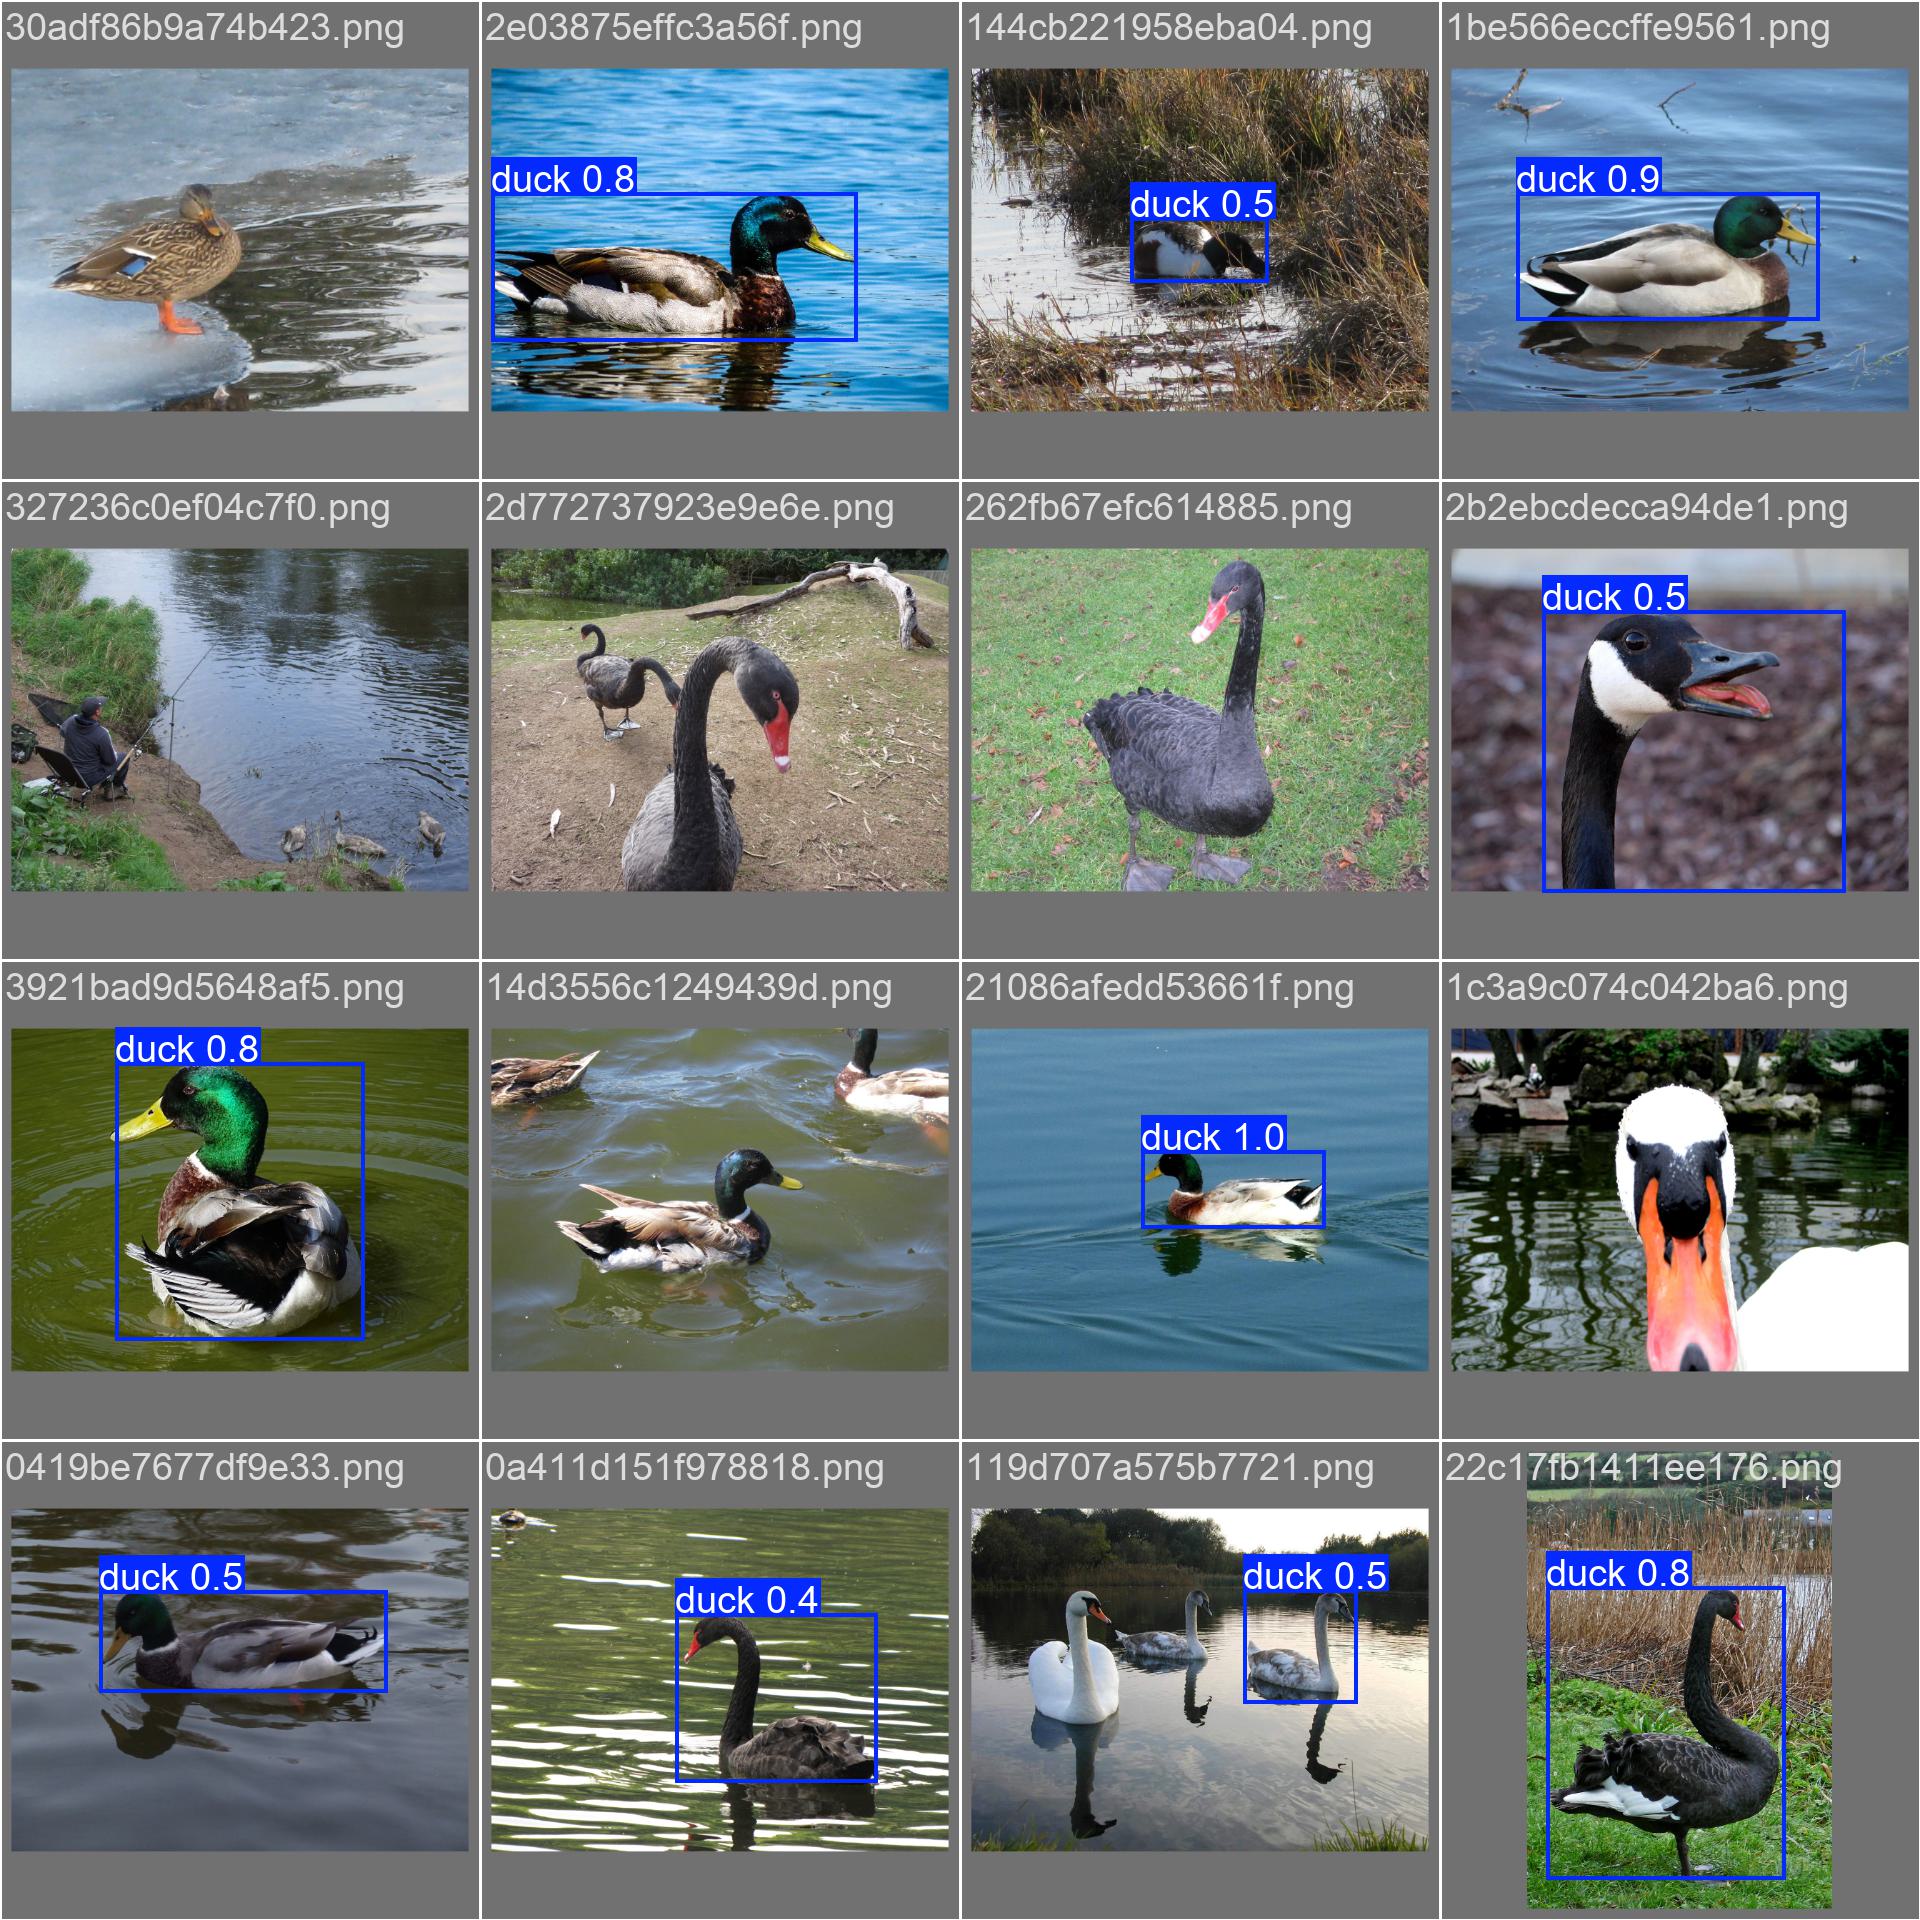 30adf86b9a74b423.png
2e03875effc3a56f.png
144cb221958eba04.png
1be566eccffe9561.png
duck 0.8
duck 0.5
duck 0.9
327236c0ef04c7f0.png
2d772737923e9e6e.png
262fb67efc614885.png
2b2ebcdecca94de1.png
duck 0.5
3921bad9d5648af5.png
14d3556c1249439d.png
21086afedd53661f.png
1c3a9c074c042ba6.png
duck 0.8
duck 1.0
0419be7677df9e33.png
0a411d151f978818.png
119d707a575b7721.png
22c17fb1411ee176.png
duck 0.5
duck 0.4
duck 0.5
duck 0.8